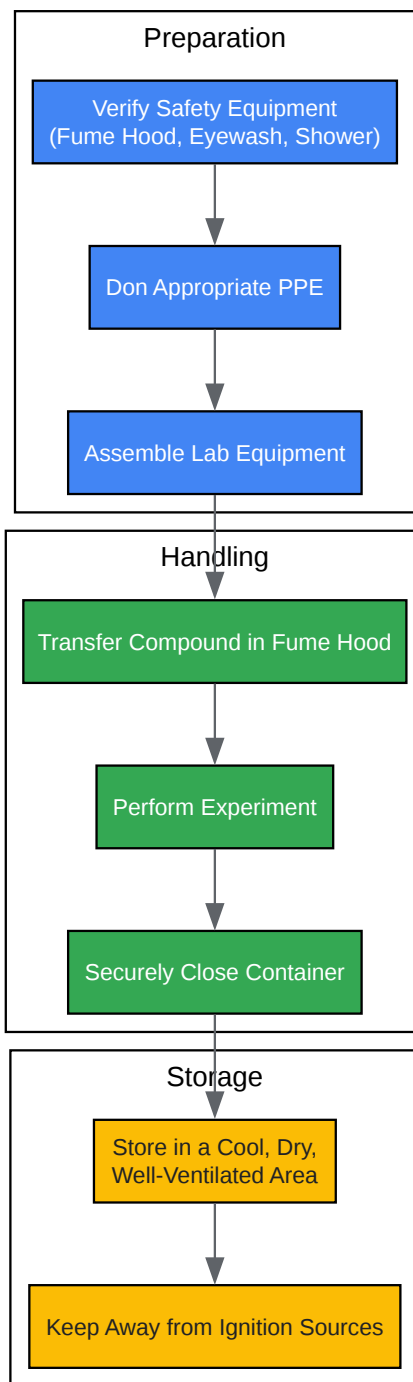 Preparation
Verify Safety Equipment
(Fume Hood, Eyewash, Shower)
Don Appropriate PPE
Assemble Lab Equipment
Handling
Transfer Compound in Fume Hood
Perform Experiment
Securely Close Container
Storage
Store in a Cool, Dry,
Well-Ventilated Area
Keep Away from Ignition Sources